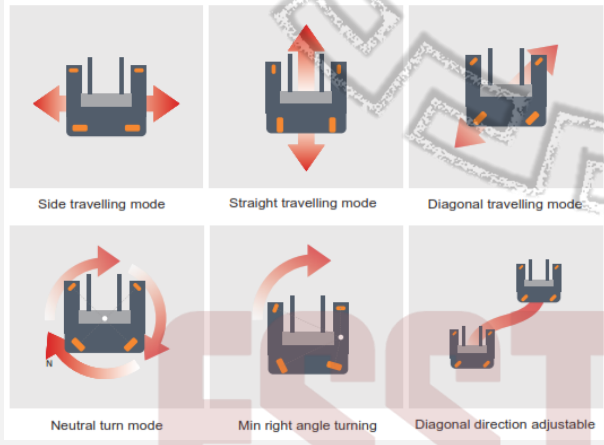 Side travelling mode
Straight travelling mode
Diagonal travelling mode
N
Neutral turn mode
Min right angle turning
Diagonal direction adjustable